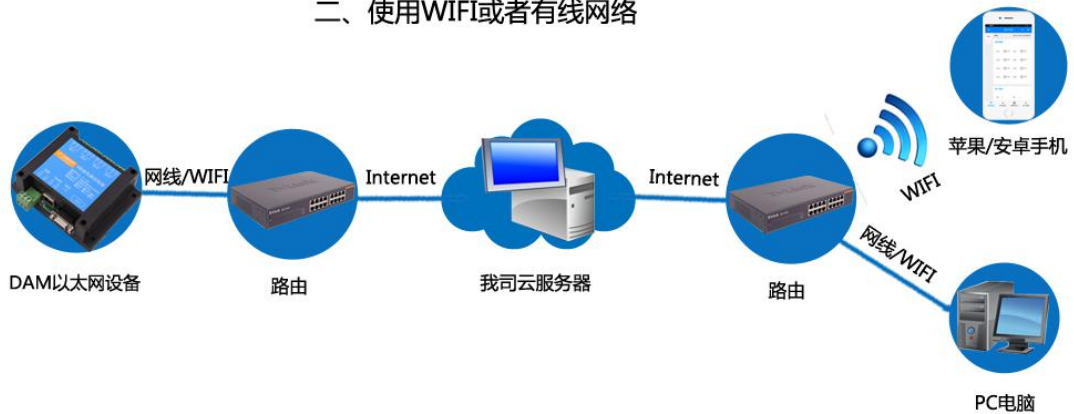 二、使用WIFI或者有线网络
苹果/安卓手机
网线/WIFI
Internet
Internet
WIFI
网线/WIFI
DAM以太网设备
路由
我司云服务器
路由
PC电脑